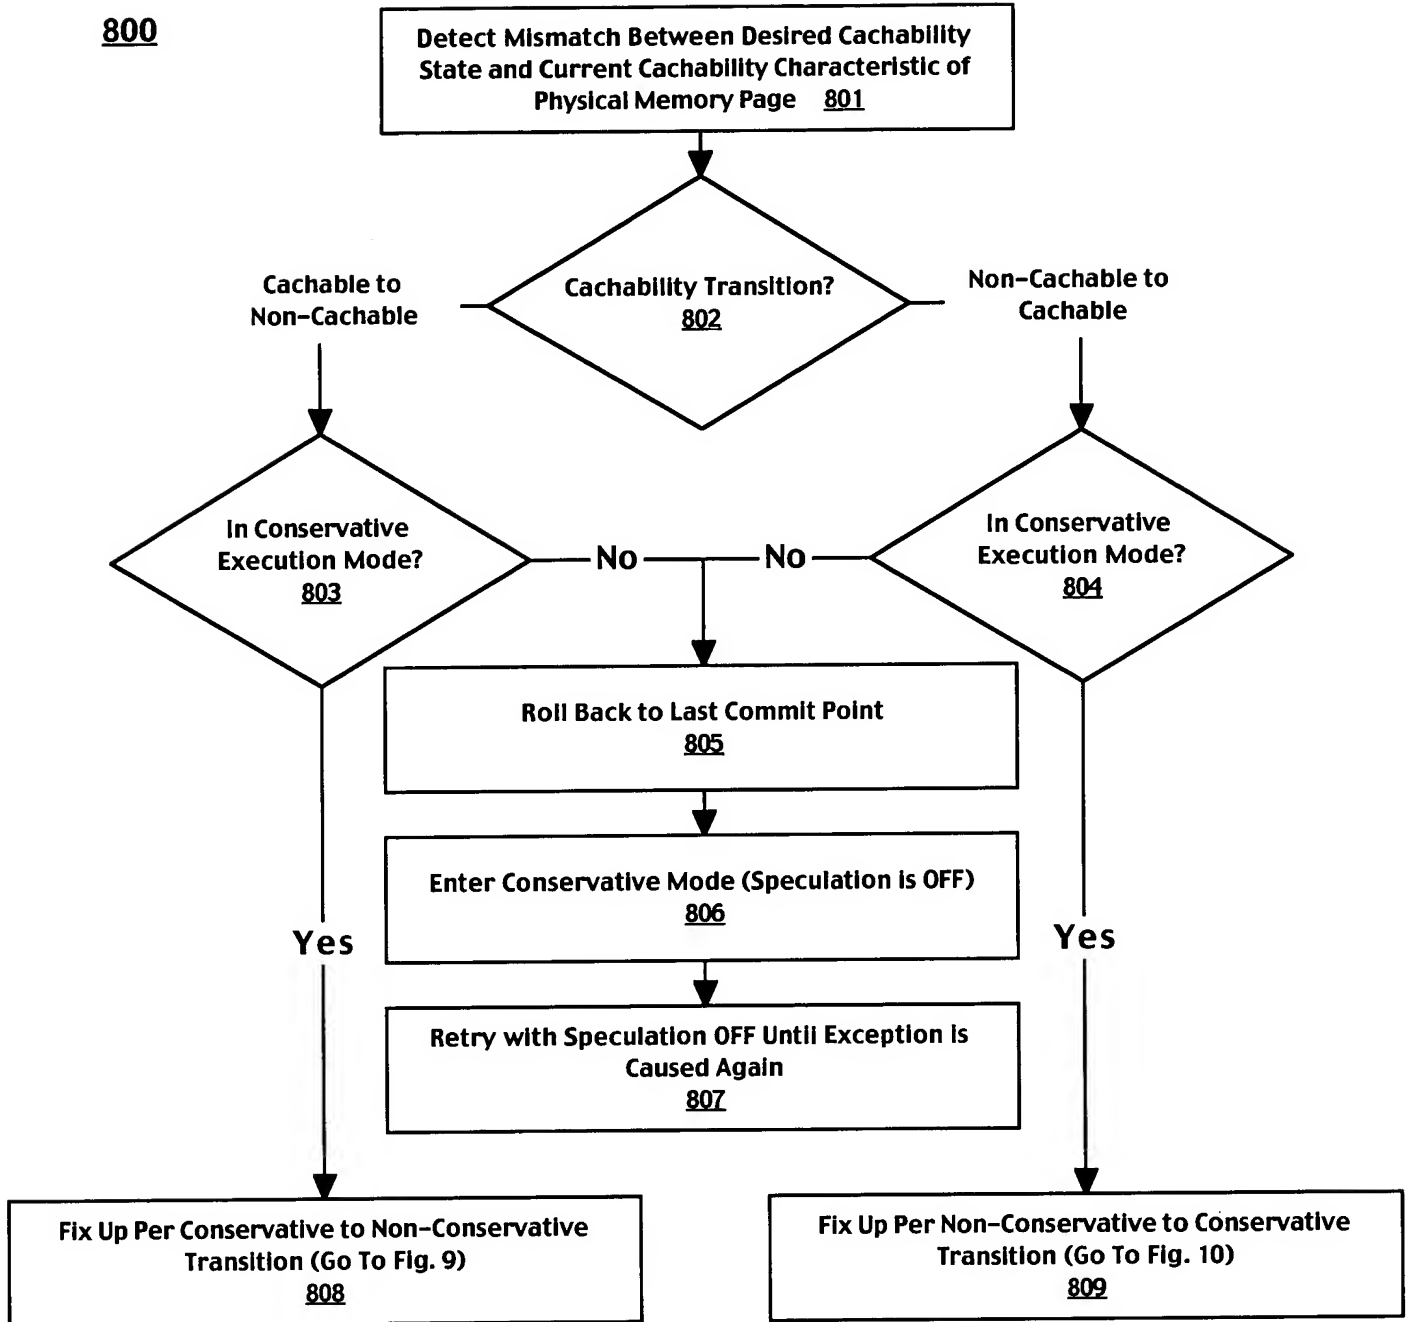 800
Detect Mismatch Between Desired Cachability
State and Current Cachability Characteristic of
Physical Memory Page 801
Cachability Transition?
802
Cachable to
Non-Cachable
Non-Cachable to
Cachable
In Conservative
Execution Mode?
803
No
No
In Conservative
Execution Mode?
804
Roll Back to Last Commit Point
805
Enter Conservative Mode (Speculation is OFF)
806
Yes
Yes
Retry with Speculation OFF Until Exception is
Caused Again
807
Fix Up Per Conservative to Non-Conservative
Transition (Go To Fig. 9)
808
Fix Up Per Non-Conservative to Conservative
Transition (Go To Fig. 10)
809